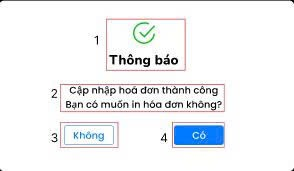 1
Thông báo
2 Cập nhập hoá đơn thành công
Bạn có muốn in hóa đơn không?
3 Không 4 Có